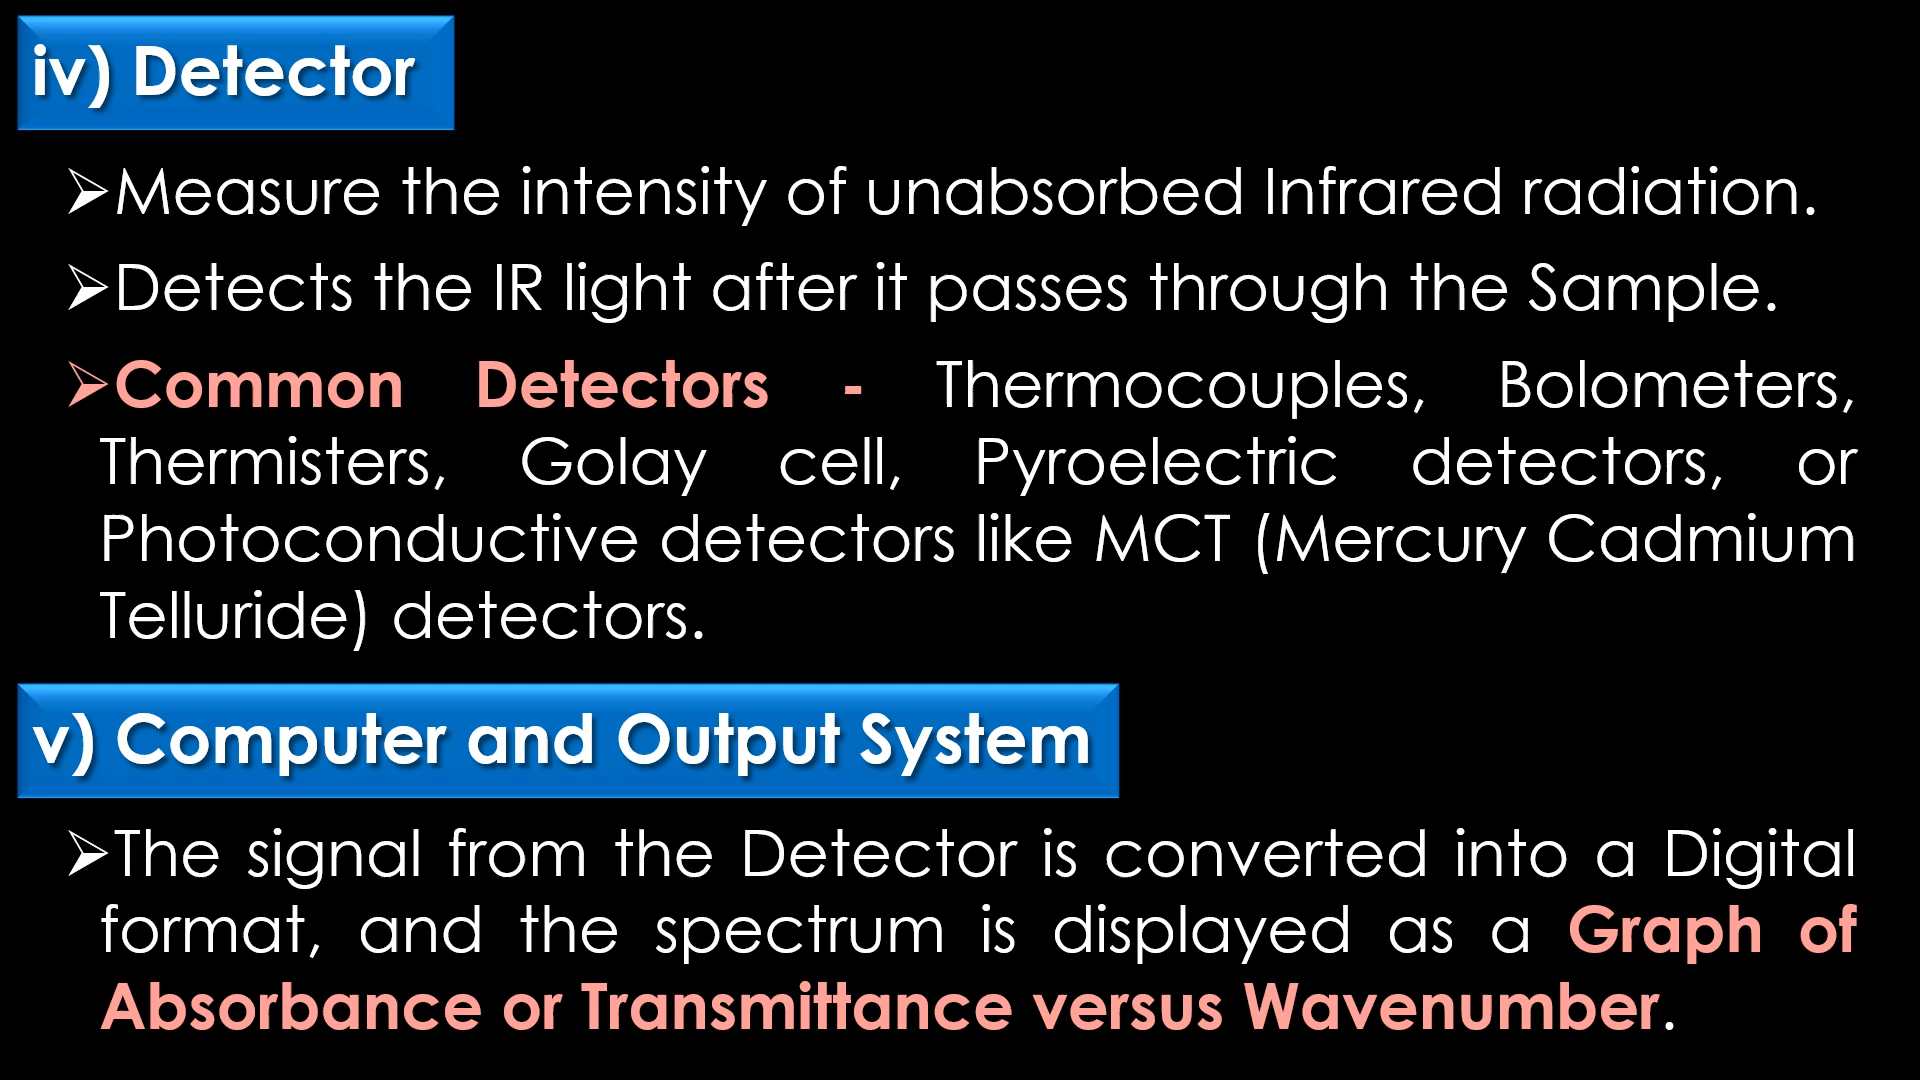 iv) Detector
➢Measure the intensity of unabsorbed Infrared radiation.
➢Detects the IR light after it passes through the Sample.
➢Common Detectors - Thermocouples, Bolometers,
Thermisters, Golay cell, Pyroelectric detectors, or
Photoconductive detectors like MCT (Mercury Cadmium
Telluride) detectors.
v) Computer and Output System
➢The signal from the Detector is converted into a Digital
format, and the spectrum is displayed as a Graph of
Absorbance or Transmittance versus Wavenumber.